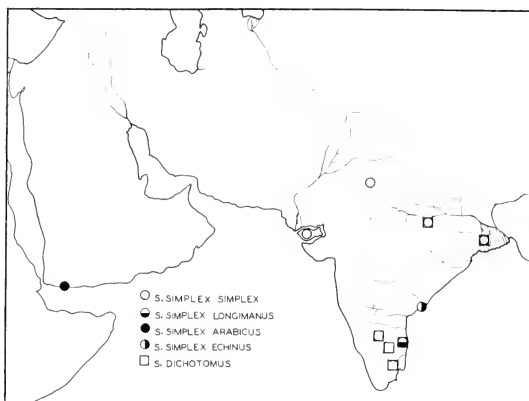 S. SIMPLEX SIMPLEX
S. SIMPLEX LONGIMANUS
S. SIMPLEX ARABICUS
S. SIMPLEX ECHINUS
S. DICHOTOMUS